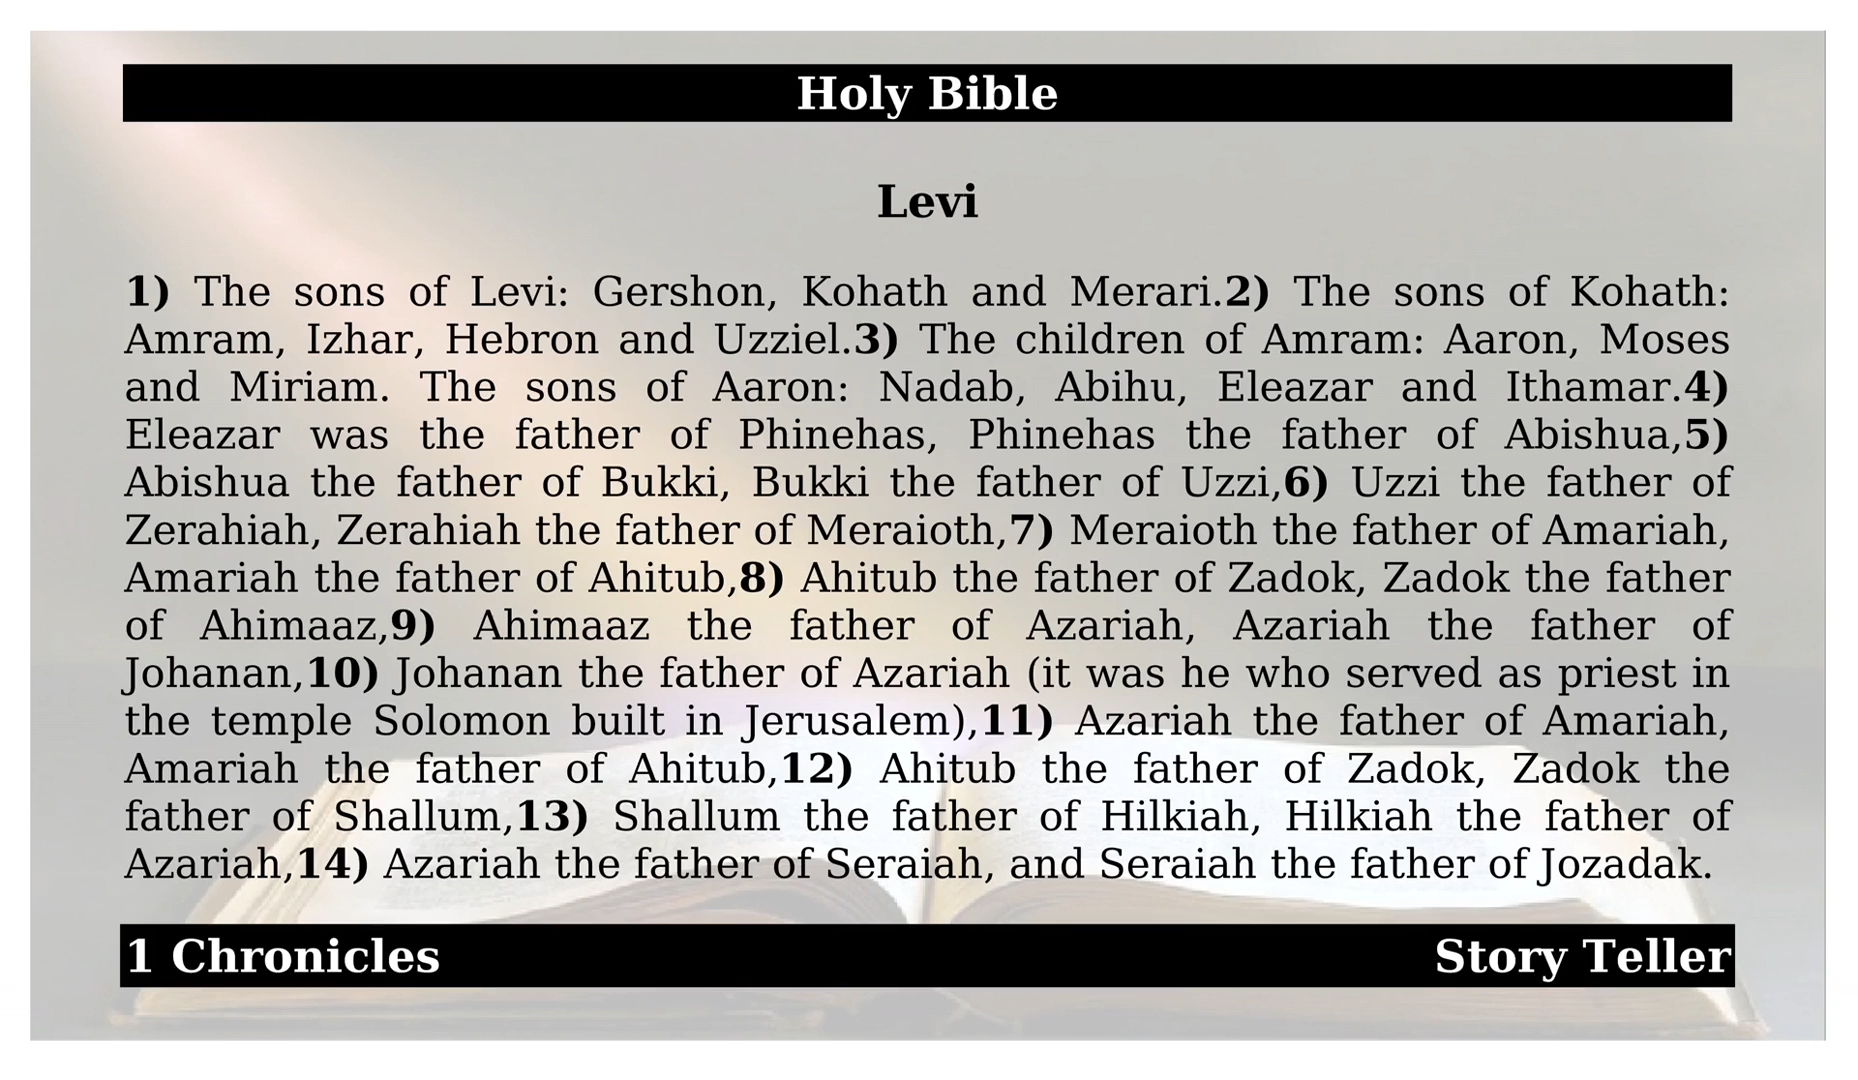 Holy Bible
Levi
1) The sons of Levi: Gershon, Kohath and Merari.2) The sons of Kohath:
Amram, Izhar, Hebron and Uzziel.3) The children of Amram: Aaron, Moses
and Miriam. The sons of Aaron: Nadab, Abihu, Eleazar and Ithamar.4)
Eleazar was the father of Phinehas, Phinehas the father of Abishua,5)
Abishua the father of Bukki, Bukki the father of Uzzi,6) Uzzi the father of
Zerahiah, Zerahiah the father of Meraioth,7) Meraioth the father of Amariah,
Amariah the father of Ahitub,8) Ahitub the father of Zadok, Zadok the father
of Ahimaaz,9) Ahimaaz the father of Azariah, Azariah the father of
Johanan,10) Johanan the father of Azariah (it was he who served as priest in
the temple Solomon built in Jerusalem),11) Azariah the father of Amariah,
Amariah the father of Ahitub,12) Ahitub the father of Zadok, Zadok the
father of Shallum,13) Shallum the father of Hilkiah, Hilkiah the father of
Azariah,14) Azariah the father of Seraiah, and Seraiah the father of Jozadak.
1 Chronicles Story Teller